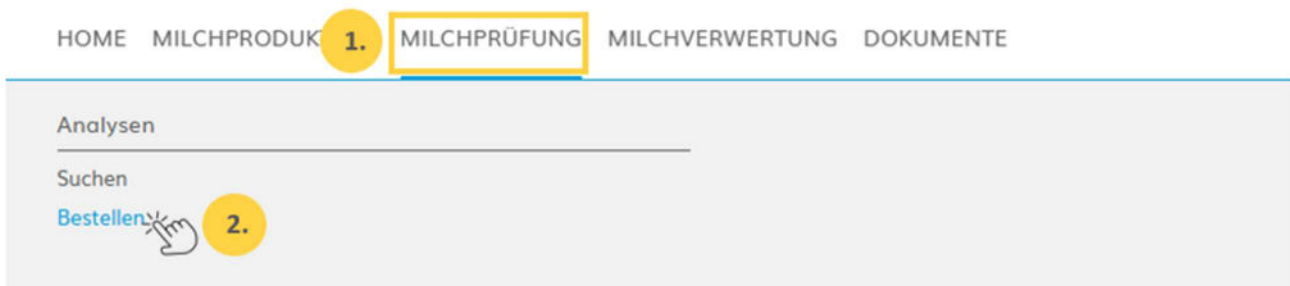 HOME MILCHPRODUK 1. MILCHPRÜFUNG MILCHVERWERTUNG DOKUMENTE
Analysen
Suchen
Bestellen 2.